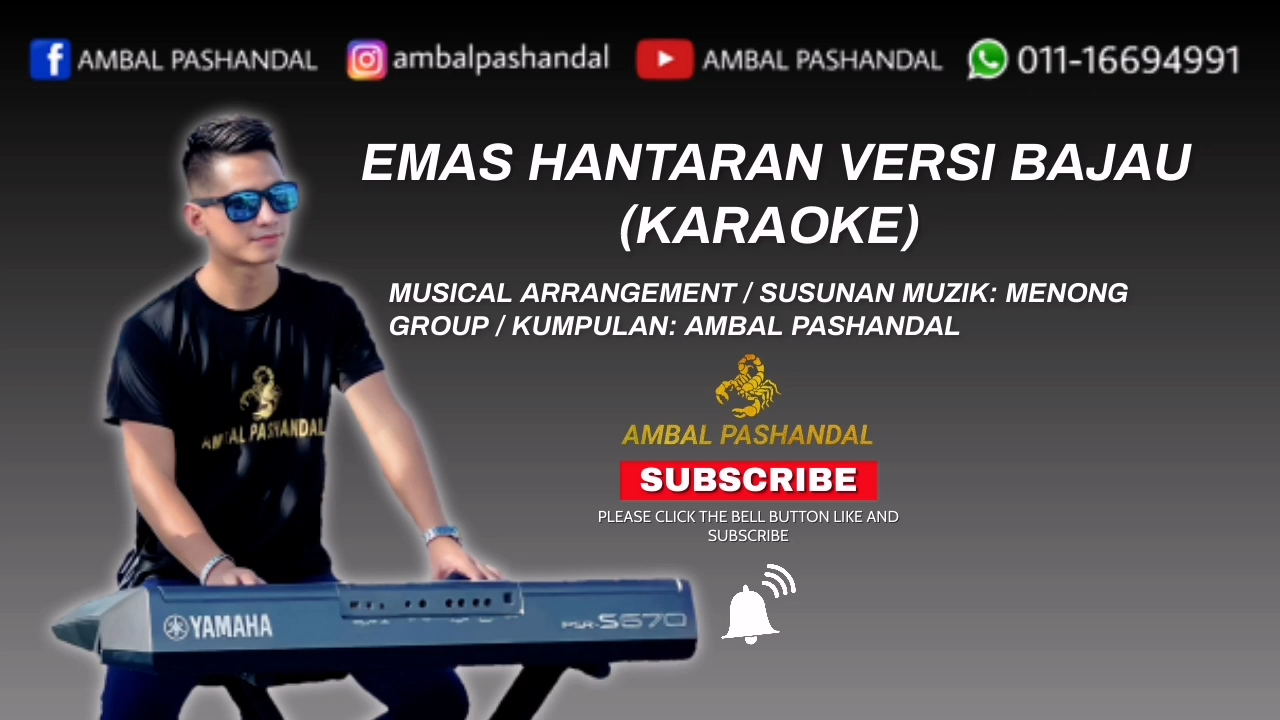 AMBAL PASHANDAL ambalpashandal AMBAL PASHANDAL 011-16694991
EMAS HANTARAN VERSI BAJAU
(KARAOKE)
MUSICAL ARRANGEMENT / SUSUNAN MUZIK: MENONG
GROUP / KUMPULAN: AMBAL PASHANDAL
AMBAL PASHANDAL
AMBAL PASHANDAL
SUBSCRIBE
PLEASE CLICK THE BELL BUTTON LIKE AND
SUBSCRIBE
YAMAHA PSR-S670